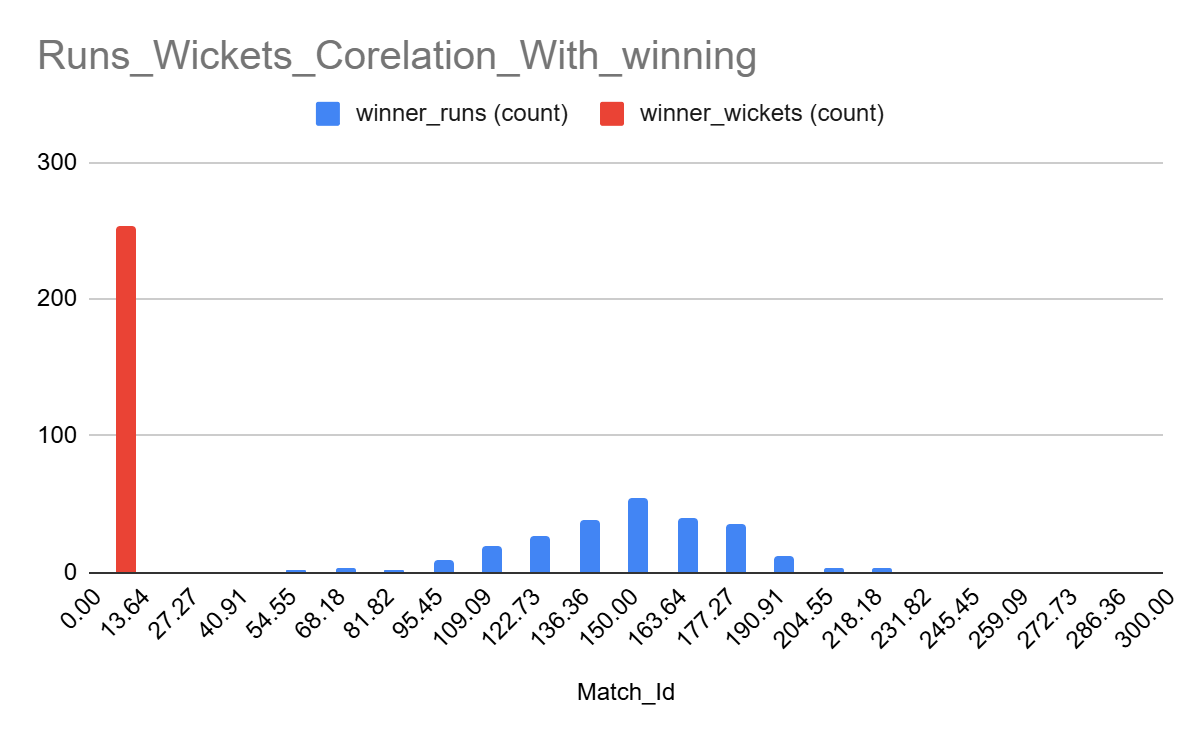 Runs_Wickets_Corelation_With_winning
winner_runs (count) winner_wickets (count)
300
200
100
0
0.00 13.64 27.27 40.91 54.55 68.18 81.82 95.45 109.09 122.73 136.36 150.00 163.64 177.27 190.91 204.55 218.18 231.82 245.45 259.09 272.73 286.36 300.00
Match_Id